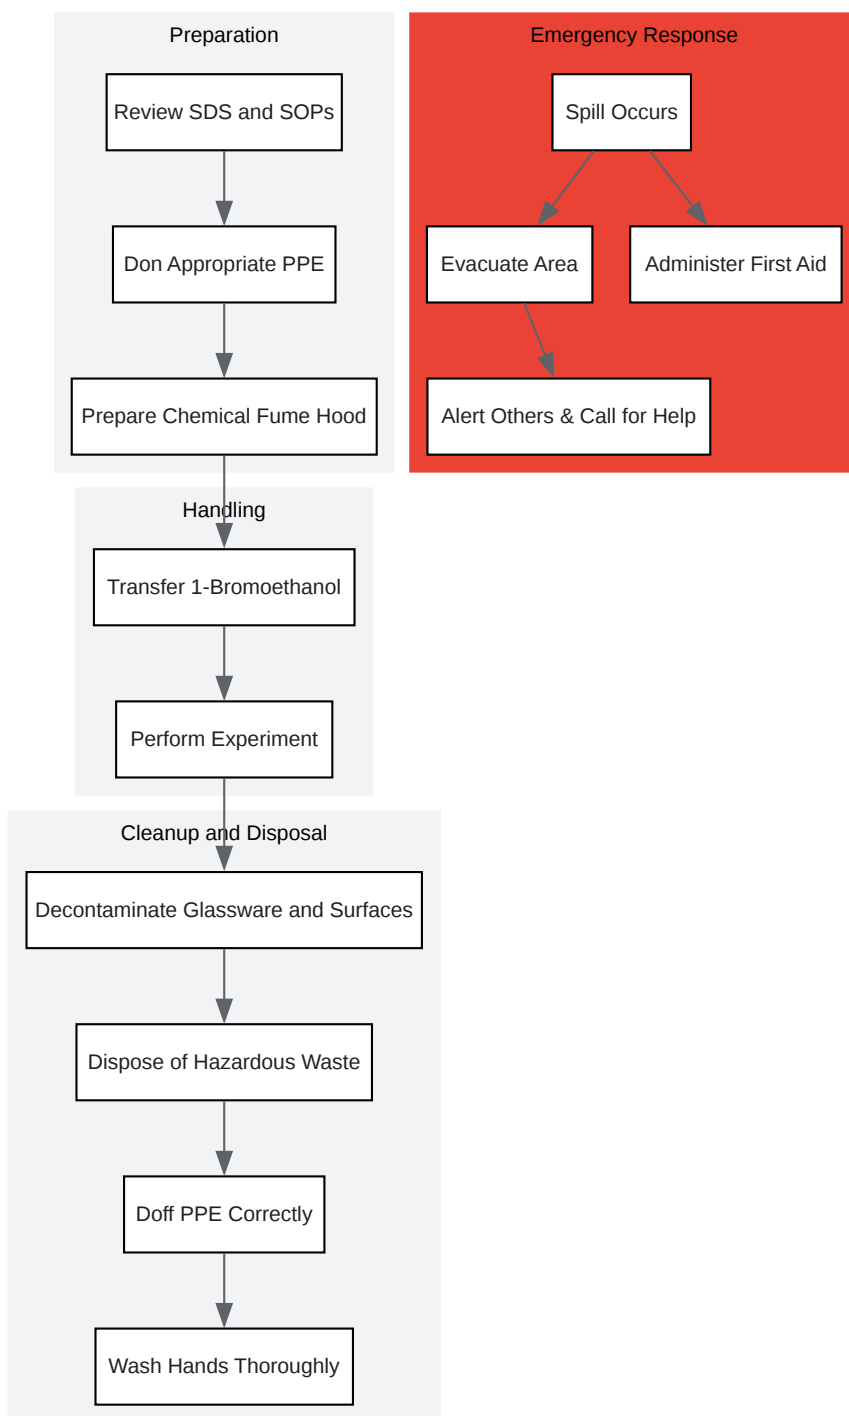 Preparation
Review SDS and SOPs
Don Appropriate PPE
Prepare Chemical Fume Hood
Emergency Response
Spill Occurs
Evacuate Area
Administer First Aid
Alert Others & Call for Help
Handling
Transfer 1-Bromoethanol
Perform Experiment
Cleanup and Disposal
Decontaminate Glassware and Surfaces
Dispose of Hazardous Waste
Doff PPE Correctly
Wash Hands Thoroughly